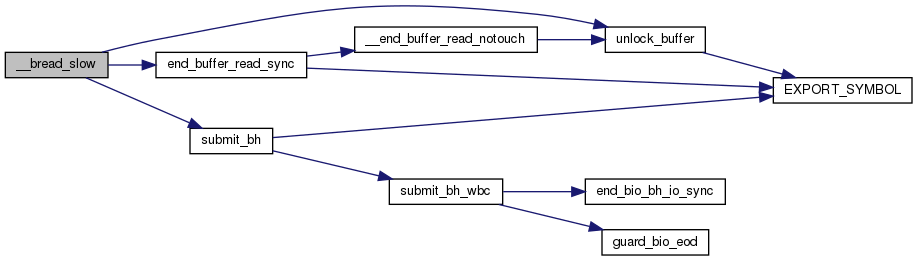 __bread_slow
end_buffer_read_sync
__end_buffer_read_notouch
unlock_buffer
EXPORT_SYMBOL
submit_bh
submit_bh_wbc
end_bio_bh_io_sync
guard_bio_eod